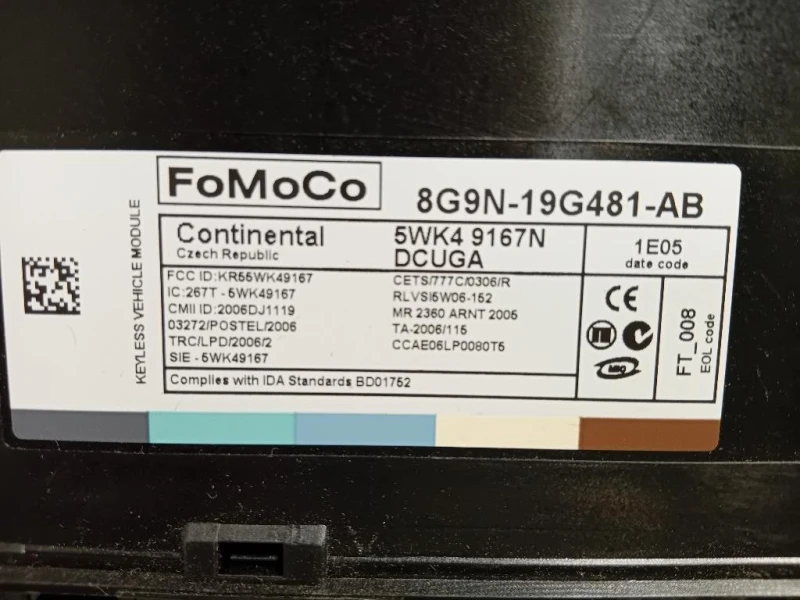 FoMoCo
8G9N-19G481-AB
KEYLESS VEHICLE MODULE
Continental
Czech Republic
5WK4 9167N
DCUGA
1E05
date code
FCC ID:KR55WK49167
IC:267T - 5WK49167
CMII ID:2006DJ1119
03272/POSTEL/2006
TRC/LPD/2006/2
SIE - 5WK49167
CETS/777C/0306/R
RLVSI5W06-152
MR 2360 ARNT 2005
TA-2006/115
CCAE06LP0080T5
CE
FT_008
EOL code
Complies with IDA Standards BD01752